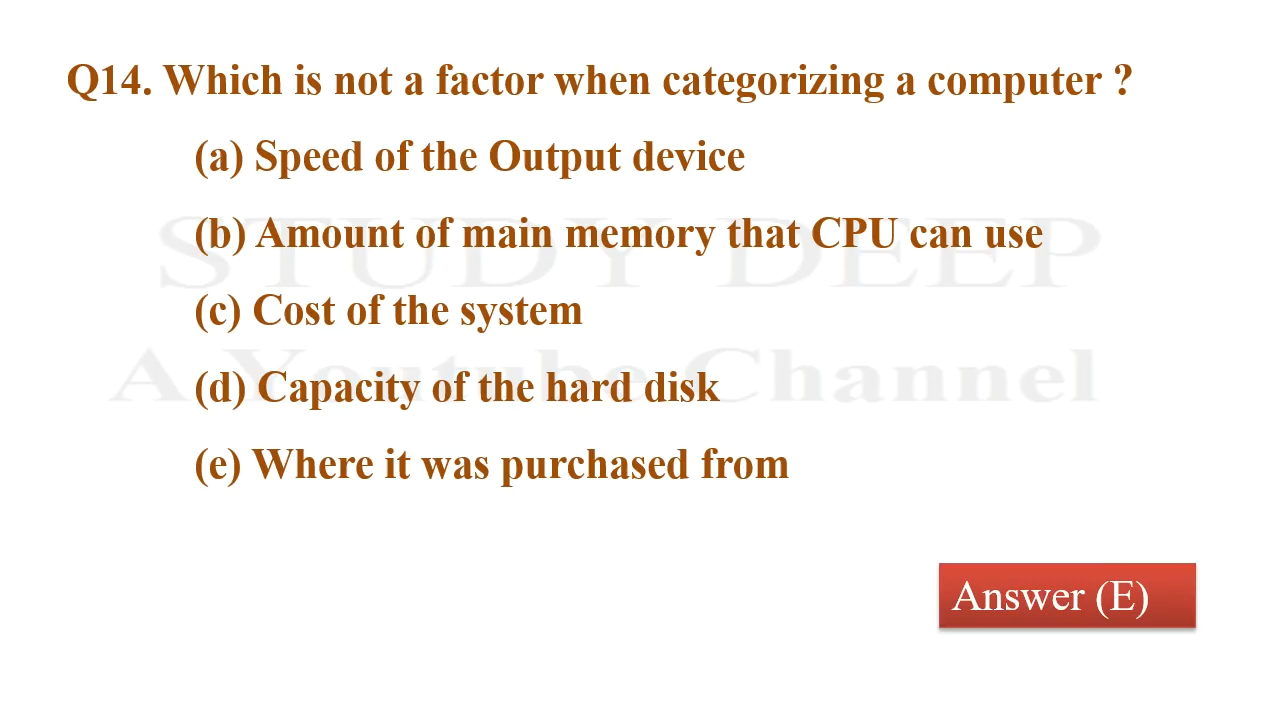 Q14. Which is not a factor when categorizing a computer ?
(a) Speed of the Output device
(b) Amount of main memory that CPU can use
(c) Cost of the system
(d) Capacity of the hard disk
(e) Where it was purchased from
STUDY DEEP
A Youtube Channel
Answer (E)